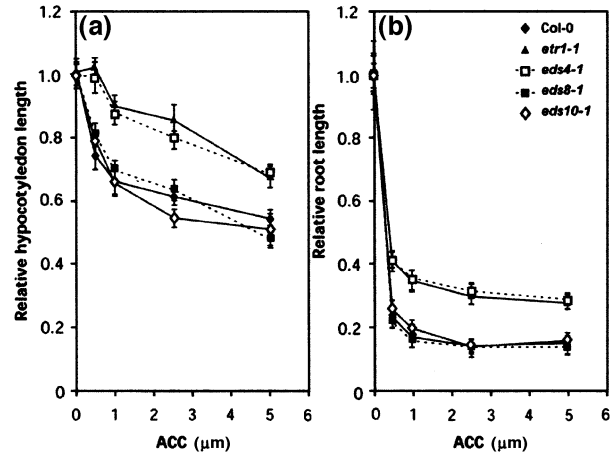 (a)
Relative hypocotyledon length
1.2
1.0
0.8
0.6
0.4
0.2
0
0 1 2 3 4 5 6
ACC (μm)
(b)
Relative root length
1.2
1.0
0.8
0.6
0.4
0.2
0
0 1 2 3 4 5 6
ACC (μm)
Col-0
etr1-1
eds4-1
eds8-1
eds10-1